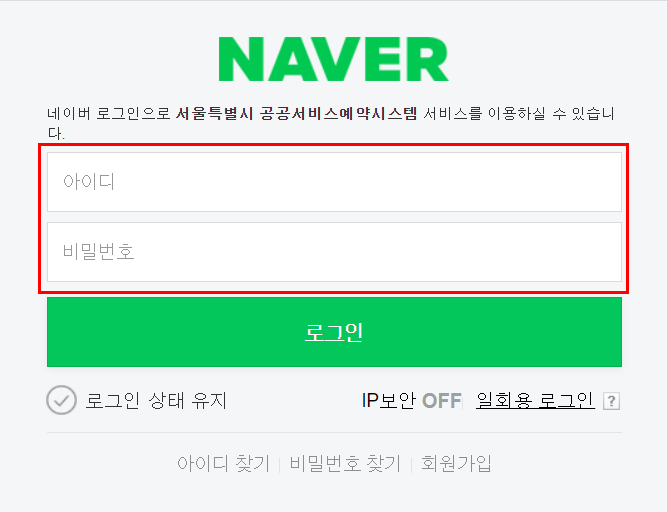 NAVER
네이버 로그인으로 서울특별시 공공서비스예약시스템 서비스를 이용하실 수 있습니
다.
아이디
비밀번호
로그인
로그인 상태 유지 IP보안 OFF 일회용 로그인 ?
아이디 찾기 | 비밀번호 찾기 | 회원가입